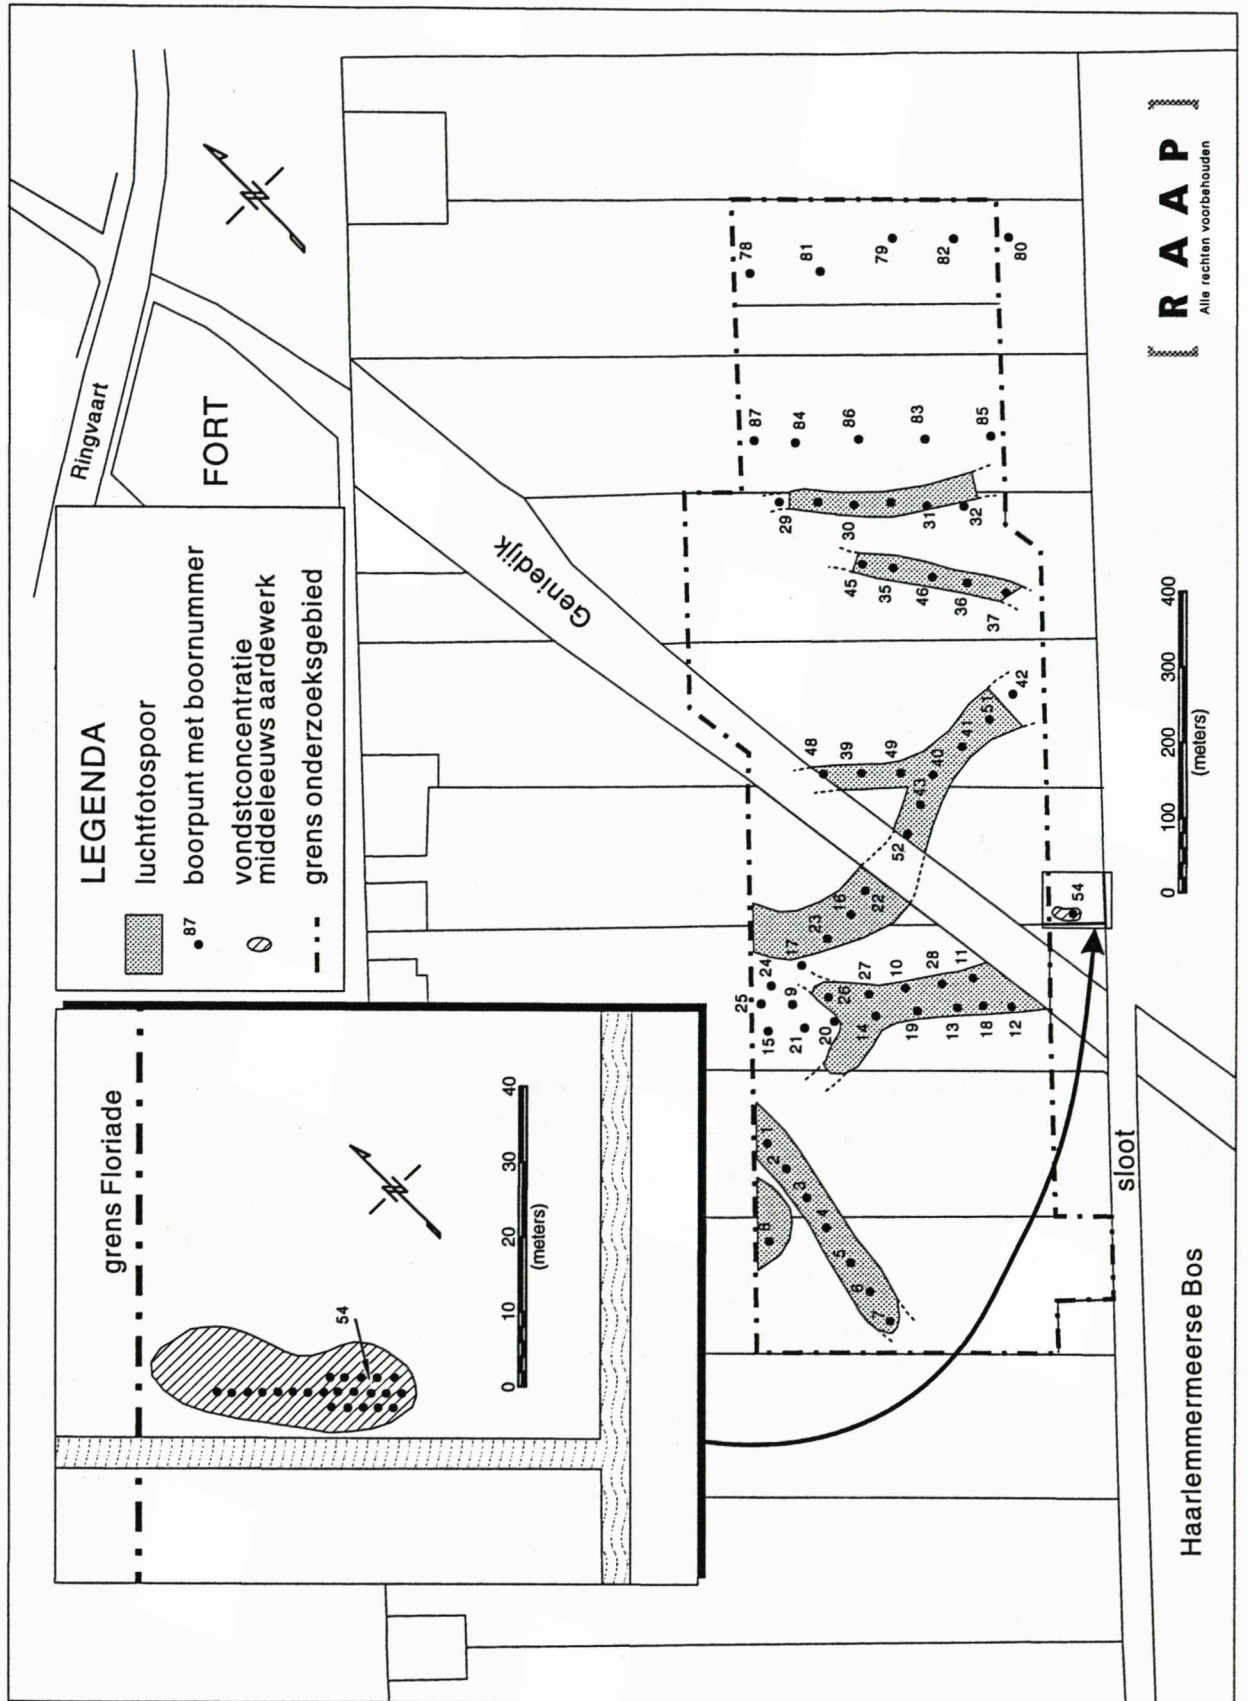 Ringvaart
FORT
Geniedijk
LEGENDA
luchtfotospoor
87
boorpunt met boornummer
vondstconcentratie
middeleeuws aardewerk
grens onderzoeksgebied
grens Floriade
54
N
0 10 20 30 40
(meters)
N
78
81
79
82
80
87
84
86
83
85
29
30
31
32
45
35
46
36
37
48
39
49
40
41
51
42
43
52
16
22
23
17
24
25
9
15
21
20
26
27
10
28
11
14
19
13
18
12
1
2
3
4
5
6
7
8
54
0 100 200 300 400
(meters)
sloot
Haarlemmermeerse Bos
[ R A A P ]
Alle rechten voorbehouden